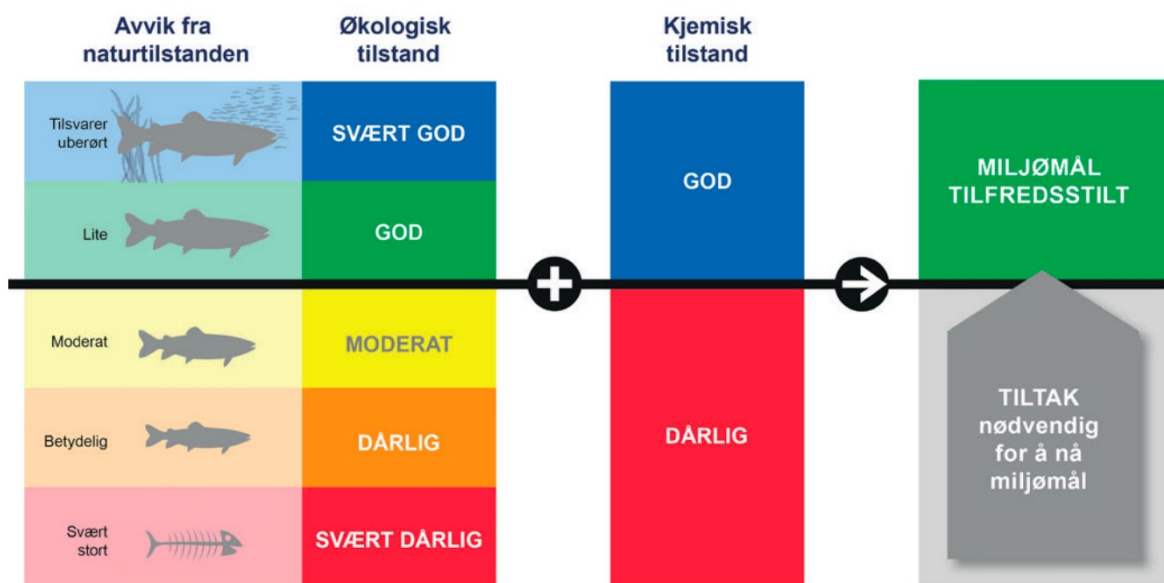 Avvik fra
naturtilstanden
Økologisk
tilstand
Kjemisk
tilstand
Tilsvarer
uberørt
SVÆRT GOD
GOD
MILJØMÅL
TILFREDSSTILT
Lite
GOD
Moderat
MODERAT
Betydelig
DÅRLIG
DÅRLIG
TILTAK
nødvendig
for å nå
miljømål
Svært
stort
SVÆRT DÅRLIG